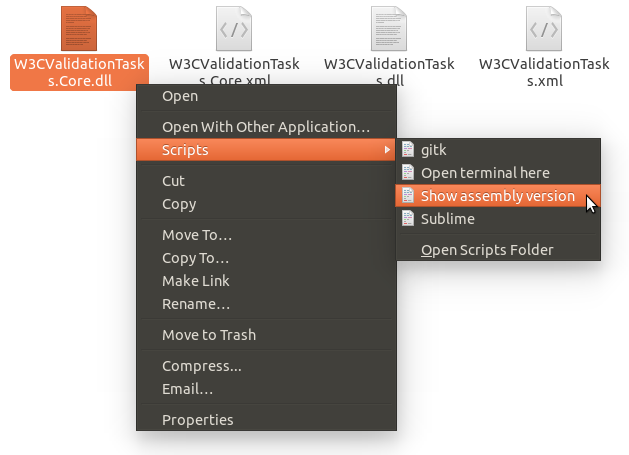 W3CValidationTask
s.Core.dll
W3CValidationTask
s.Core.xml
W3CValidationTask
s.dll
W3CValidationTask
s.xml
Open
Open With Other Application...
Scripts
Cut
Copy
Move To...
Copy To...
Make Link
Rename...
Move to Trash
Compress...
Email...
Properties
gitk
Open terminal here
Show assembly version
Sublime
Open Scripts Folder